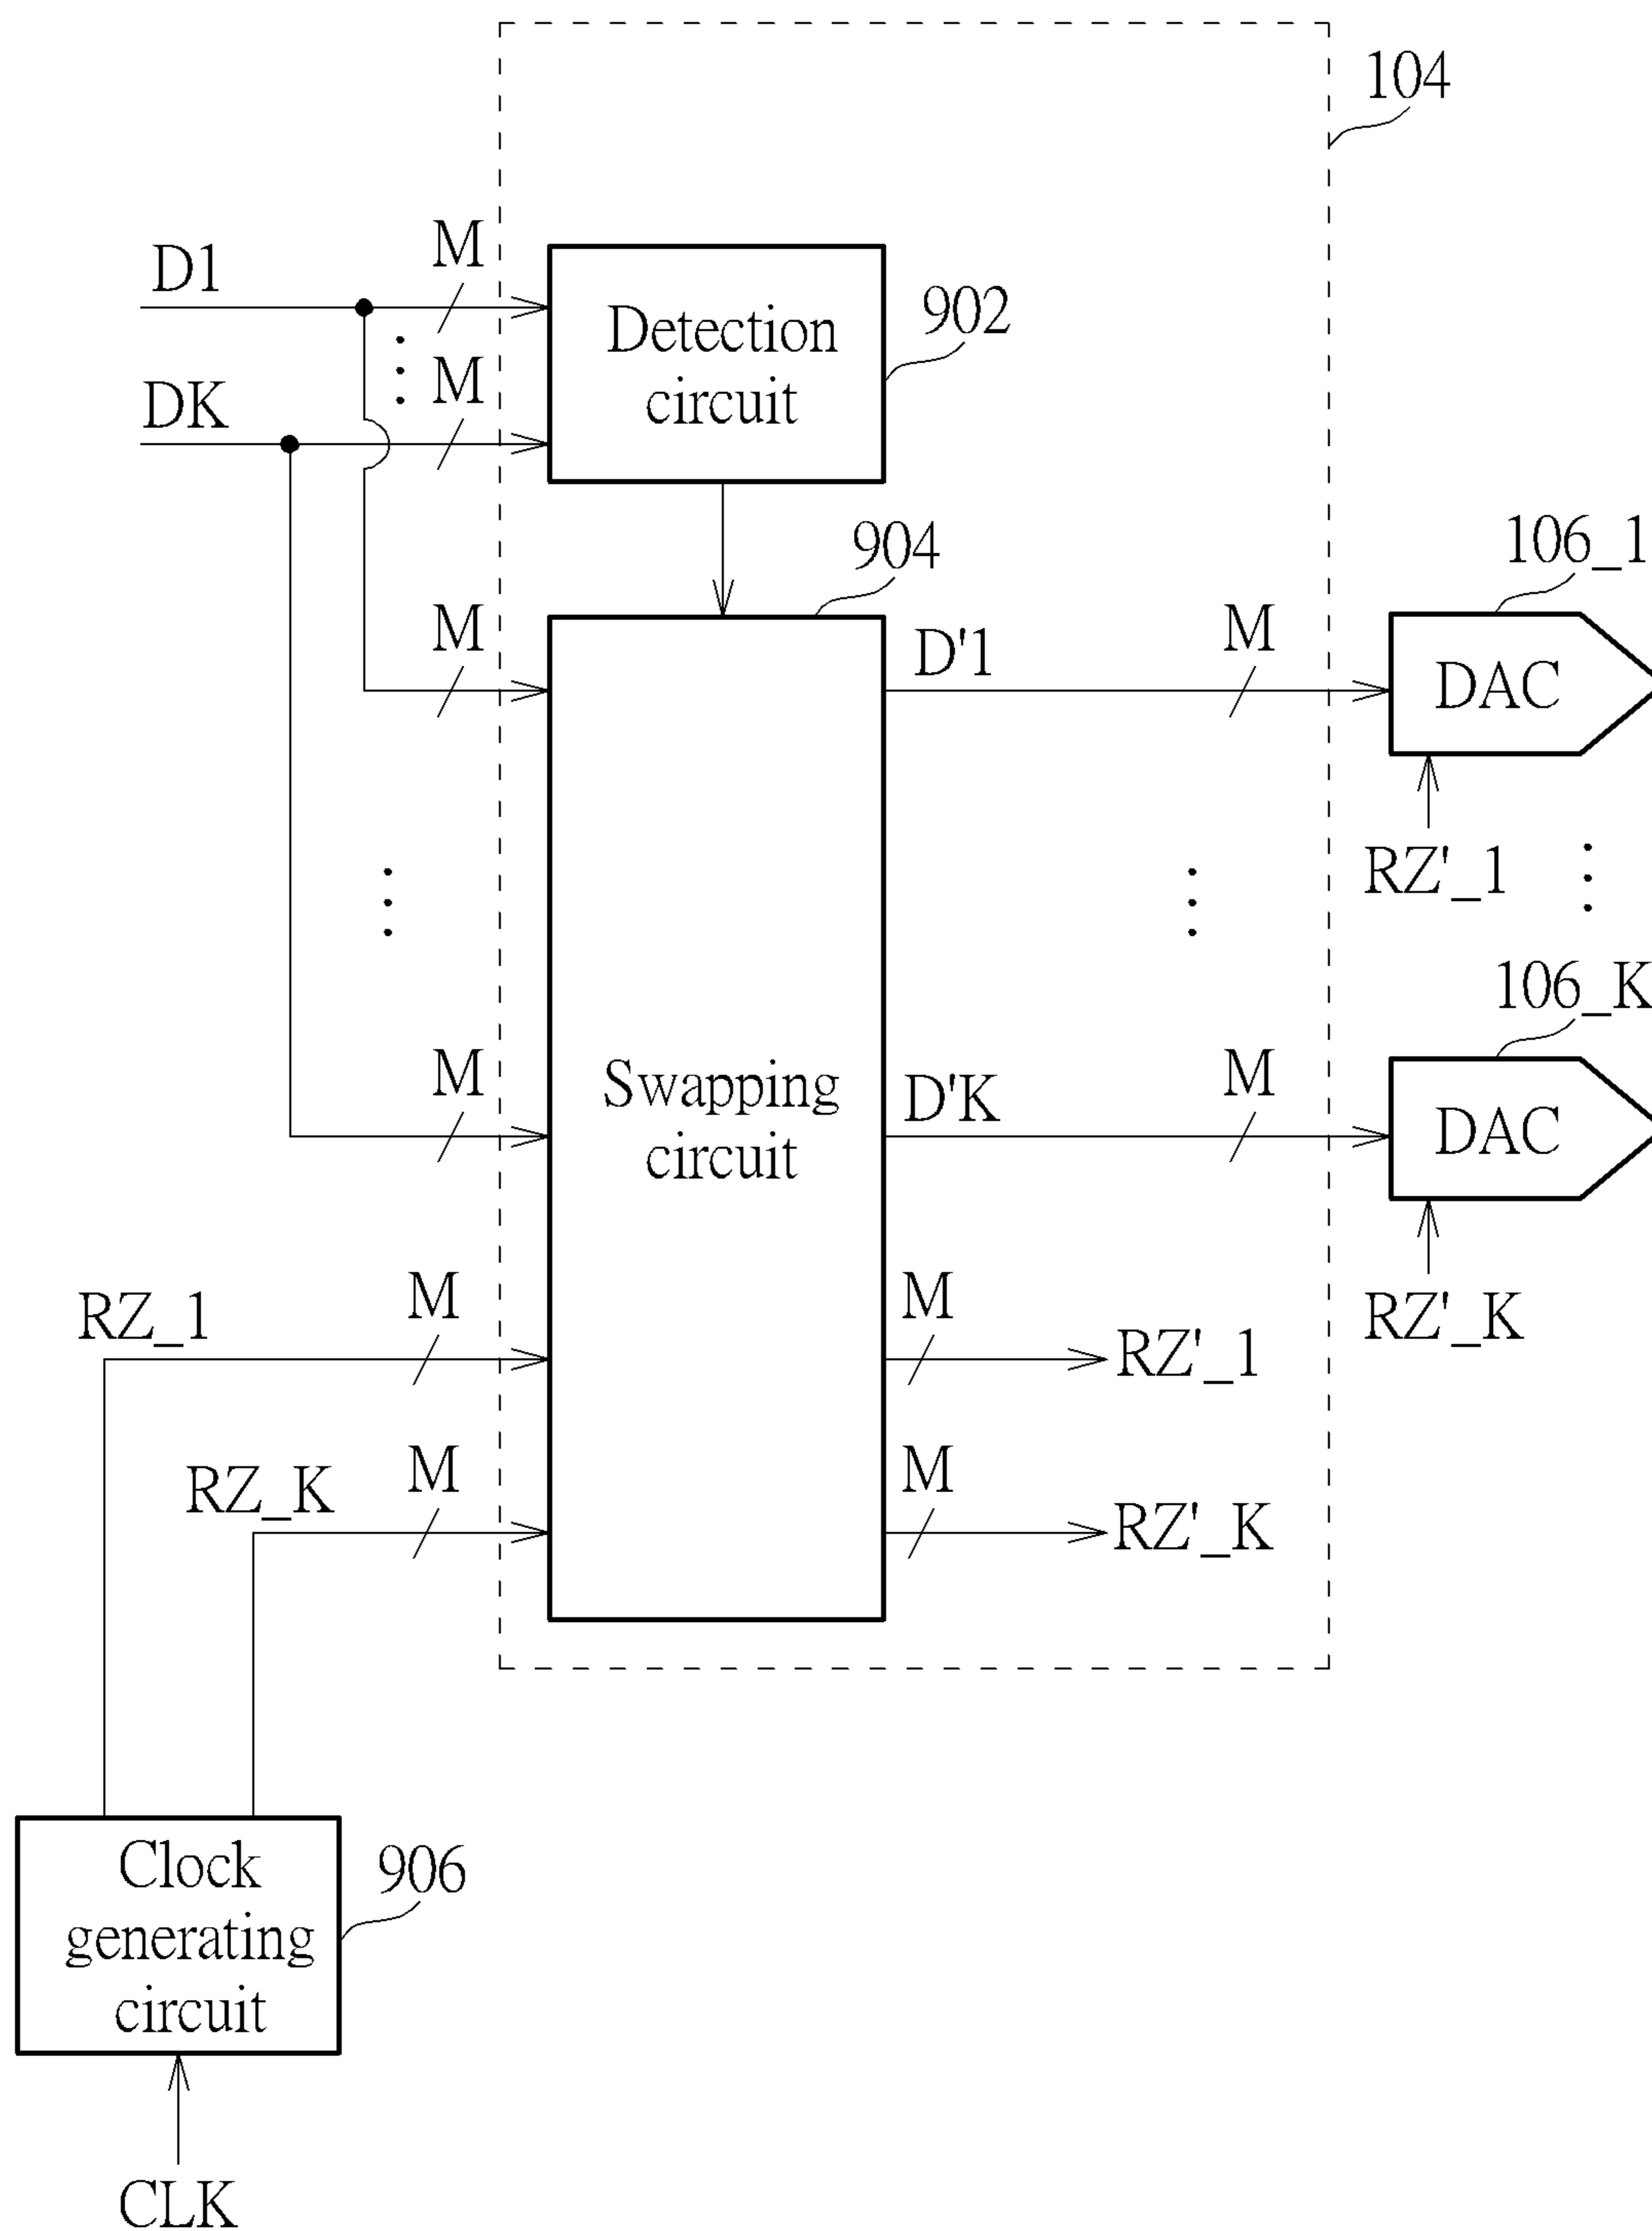 104
D1
M
Detection
circuit
902
DK
M
904
106_1
M
D'1
M
DAC
RZ'_1
106_K
M
Swapping
circuit
D'K
M
DAC
RZ'_K
RZ_1
M
M
RZ'_1
RZ_K
M
M
RZ'_K
Clock
generating
circuit
906
CLK